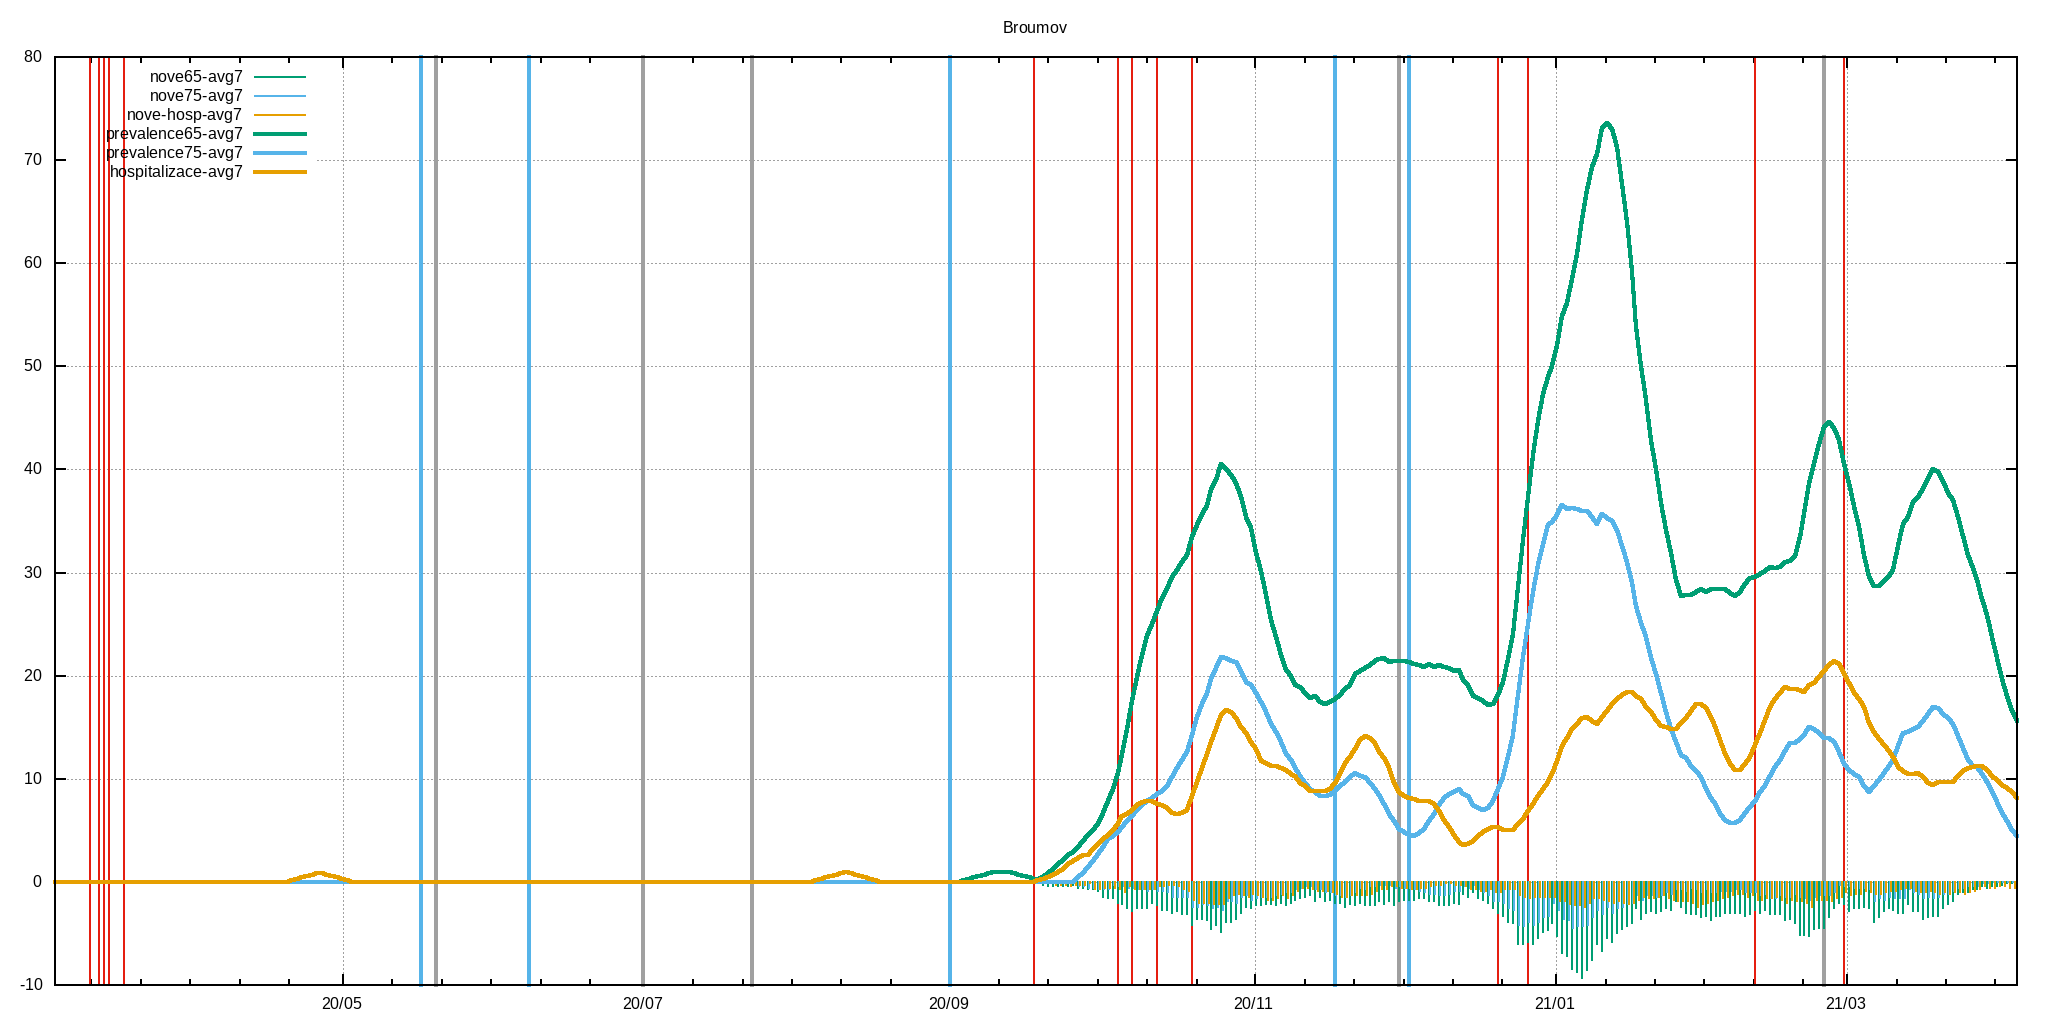 Broumov
80
70
60
50
40
30
20
10
0
-10
nove65-avg7
nove75-avg7
nove-hosp-avg7
prevalence65-avg7
prevalence75-avg7
hospitalizace-avg7
20/05 20/07 20/09 20/11 21/01 21/03